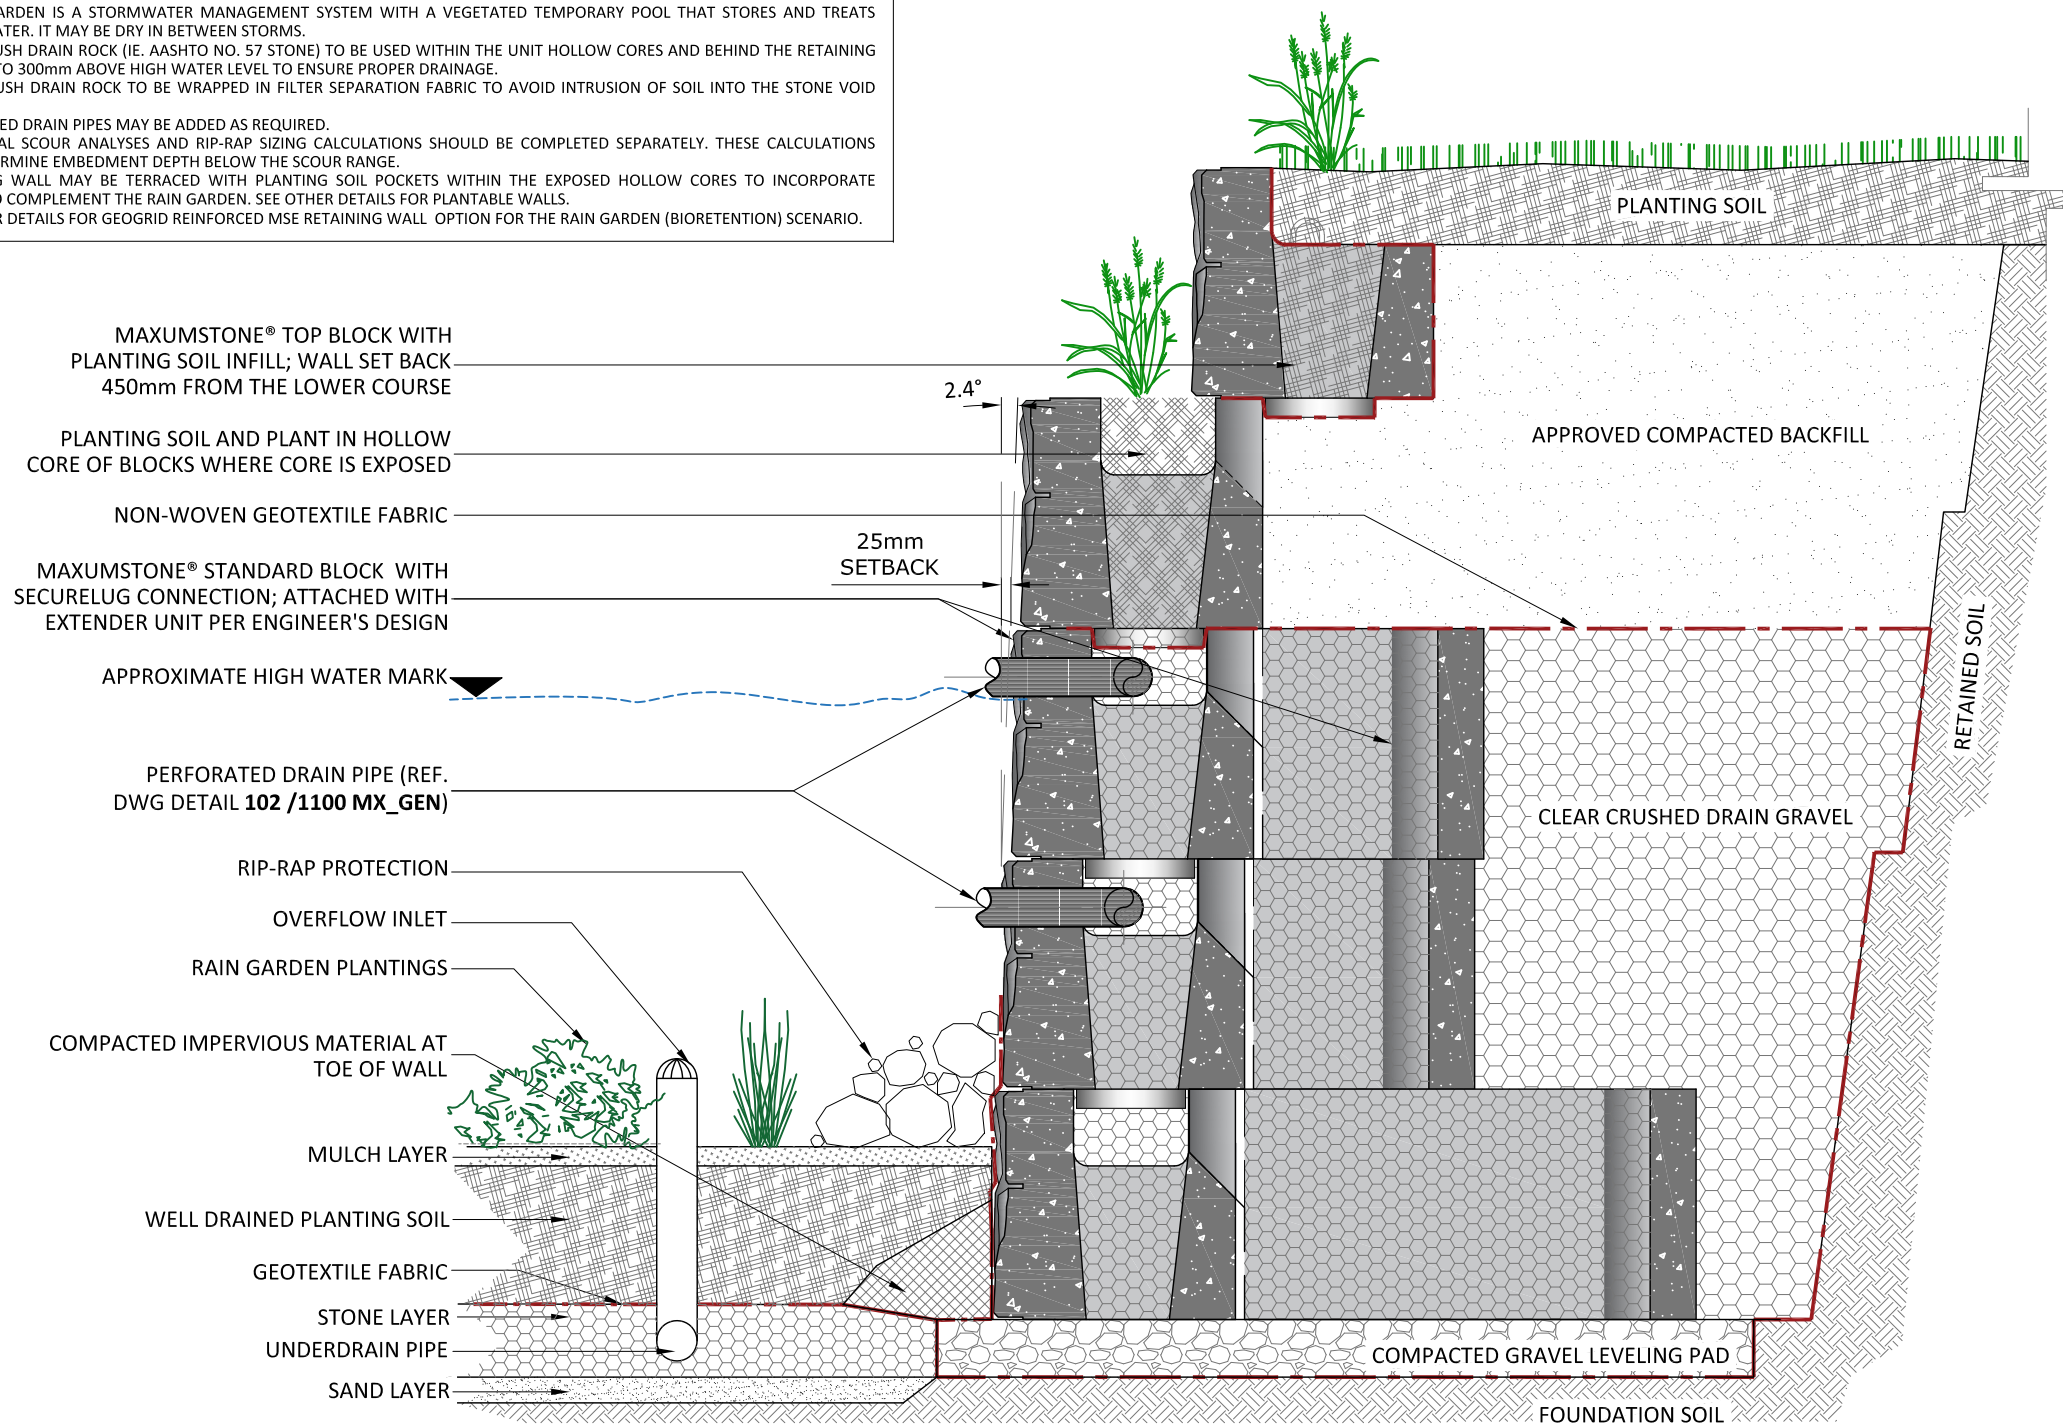 ARDEN IS A STORMWATER MANAGEMENT SYSTEM WITH A VEGETATED TEMPORARY POOL THAT STORES AND TREATS
ATER. IT MAY BE DRY IN BETWEEN STORMS.
USH DRAIN ROCK (IE. AASHTO NO. 57 STONE) TO BE USED WITHIN THE UNIT HOLLOW CORES AND BEHIND THE RETAINING
TO 300mm ABOVE HIGH WATER LEVEL TO ENSURE PROPER DRAINAGE.
USH DRAIN ROCK TO BE WRAPPED IN FILTER SEPARATION FABRIC TO AVOID INTRUSION OF SOIL INTO THE STONE VOID
ED DRAIN PIPES MAY BE ADDED AS REQUIRED.
AL SCOUR ANALYSES AND RIP-RAP SIZING CALCULATIONS SHOULD BE COMPLETED SEPARATELY. THESE CALCULATIONS
ERMINE EMBEDMENT DEPTH BELOW THE SCOUR RANGE.
G WALL MAY BE TERRACED WITH PLANTING SOIL POCKETS WITHIN THE EXPOSED HOLLOW CORES TO INCORPORATE
O COMPLEMENT THE RAIN GARDEN. SEE OTHER DETAILS FOR PLANTABLE WALLS.
R DETAILS FOR GEOGRID REINFORCED MSE RETAINING WALL OPTION FOR THE RAIN GARDEN (BIORETENTION) SCENARIO.
PLANTING SOIL
MAXUMSTONE® TOP BLOCK WITH
PLANTING SOIL INFILL; WALL SET BACK
450mm FROM THE LOWER COURSE
2.4°
PLANTING SOIL AND PLANT IN HOLLOW
CORE OF BLOCKS WHERE CORE IS EXPOSED
APPROVED COMPACTED BACKFILL
NON-WOVEN GEOTEXTILE FABRIC
25mm
SETBACK
MAXUMSTONE® STANDARD BLOCK WITH
SECURELUG CONNECTION; ATTACHED WITH
EXTENDER UNIT PER ENGINEER'S DESIGN
RETAINED SOIL
APPROXIMATE HIGH WATER MARK
PERFORATED DRAIN PIPE (REF.
DWG DETAIL 102 /1100 MX_GEN)
CLEAR CRUSHED DRAIN GRAVEL
RIP-RAP PROTECTION
OVERFLOW INLET
RAIN GARDEN PLANTINGS
COMPACTED IMPERVIOUS MATERIAL AT
TOE OF WALL
MULCH LAYER
WELL DRAINED PLANTING SOIL
GEOTEXTILE FABRIC
STONE LAYER
UNDERDRAIN PIPE
COMPACTED GRAVEL LEVELING PAD
SAND LAYER
FOUNDATION SOIL